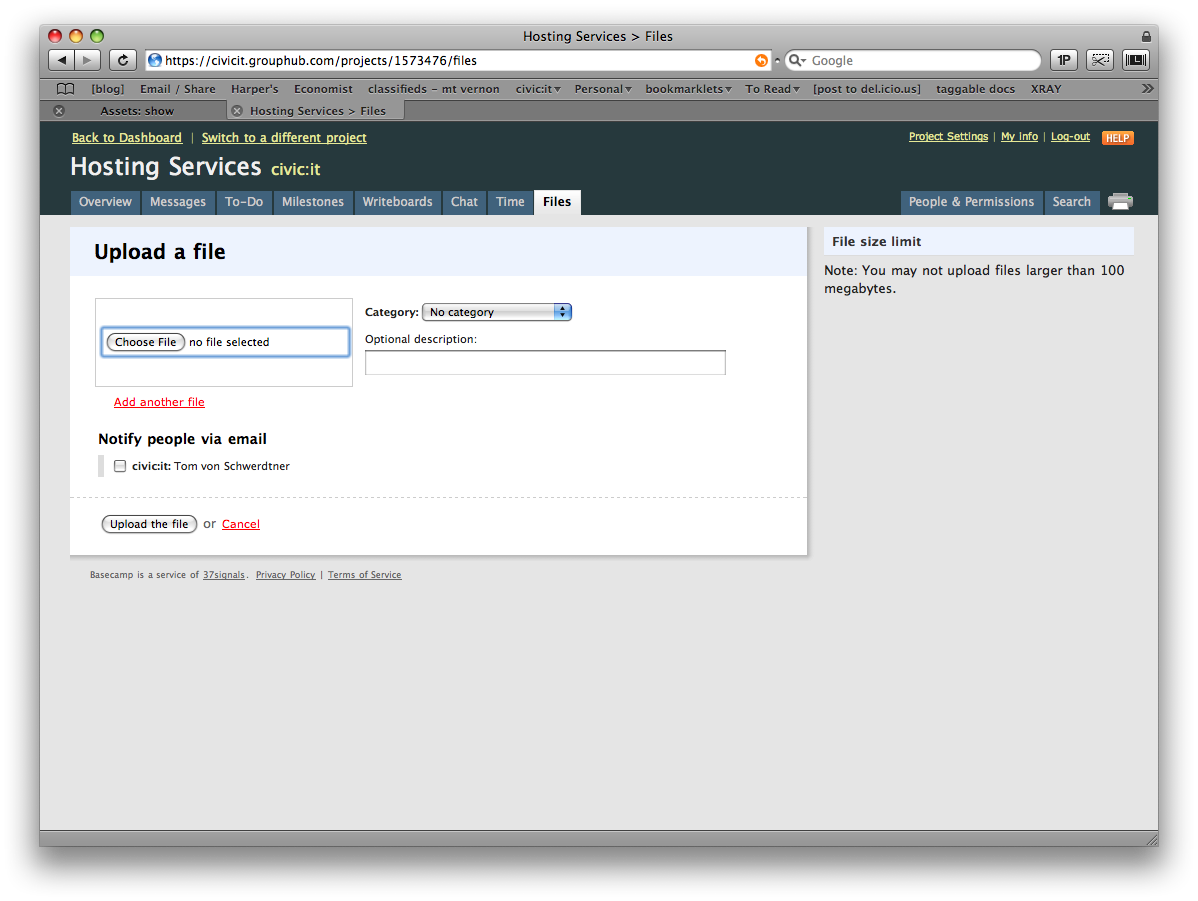 Hosting Services > Files
https://civicit.grouphub.com/projects/1573476/files
Google
1P
[blog] Email / Share Harper's Economist classifieds – mt vernon civic:it Personal bookmarklets To Read [post to del.icio.us] taggable docs XRAY
Assets: show
Hosting Services > Files
Back to Dashboard | Switch to a different project
Project Settings | My info | Log-out HELP
Hosting Services civic:it
Overview Messages To-Do Milestones Writeboards Chat Time Files
People & Permissions Search
Upload a file
Choose File no file selected
Category: No category
Optional description:
Add another file
Notify people via email
civic:it: Tom von Schwerdtner
Upload the file or Cancel
File size limit
Note: You may not upload files larger than 100
megabytes.
Basecamp is a service of 37signals. Privacy Policy | Terms of Service